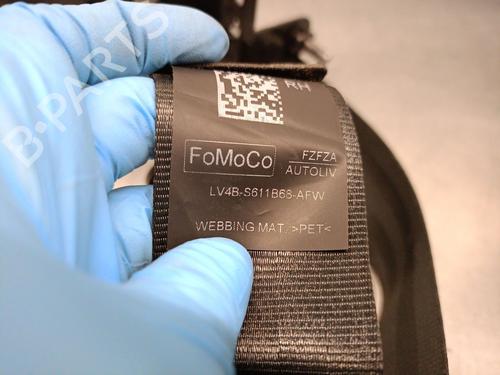 RH
FoMoCo
FZFZA
AUTOLIV
LV4B-S611B68-AFW
WEBBING MAT. >PET<
B-PARTS